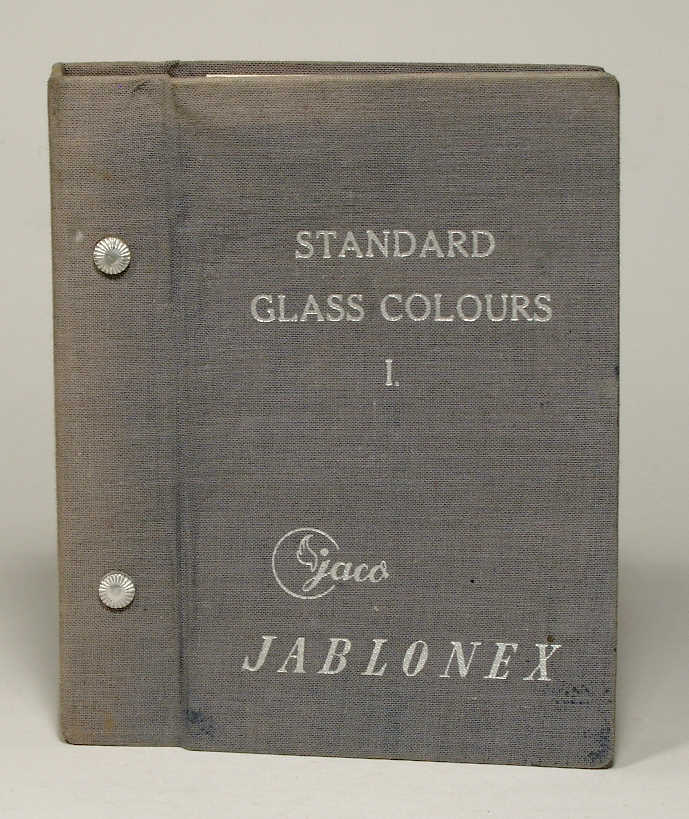 STANDARD
GLASS COLOURS
I.
jaco
JABLONEX